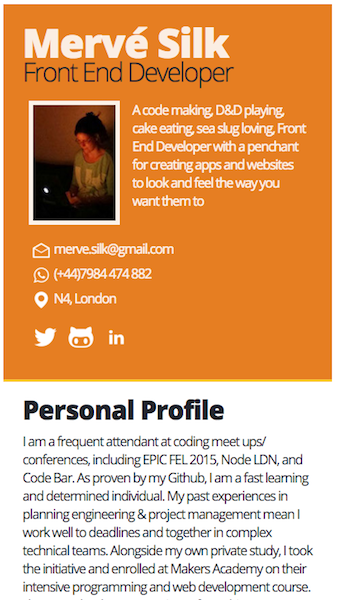 Mervé Silk
Front End Developer
A code making, D&D playing,
cake eating, sea slug loving, Front
End Developer with a penchant
for creating apps and websites
to look and feel the way you
want them to
merve.silk@gmail.com
(+44)7984 474 882
N4, London
in
Personal Profile
I am a frequent attendant at coding meet ups/
conferences, including EPIC FEL 2015, Node LDN, and
Code Bar. As proven by my Github, I am a fast learning
and determined individual. My past experiences in
planning engineering & project management mean I
work well to deadlines and together in complex
technical teams. Alongside my own private study, I took
the initiative and enrolled at Makers Academy on their
intensive programming and web development course.